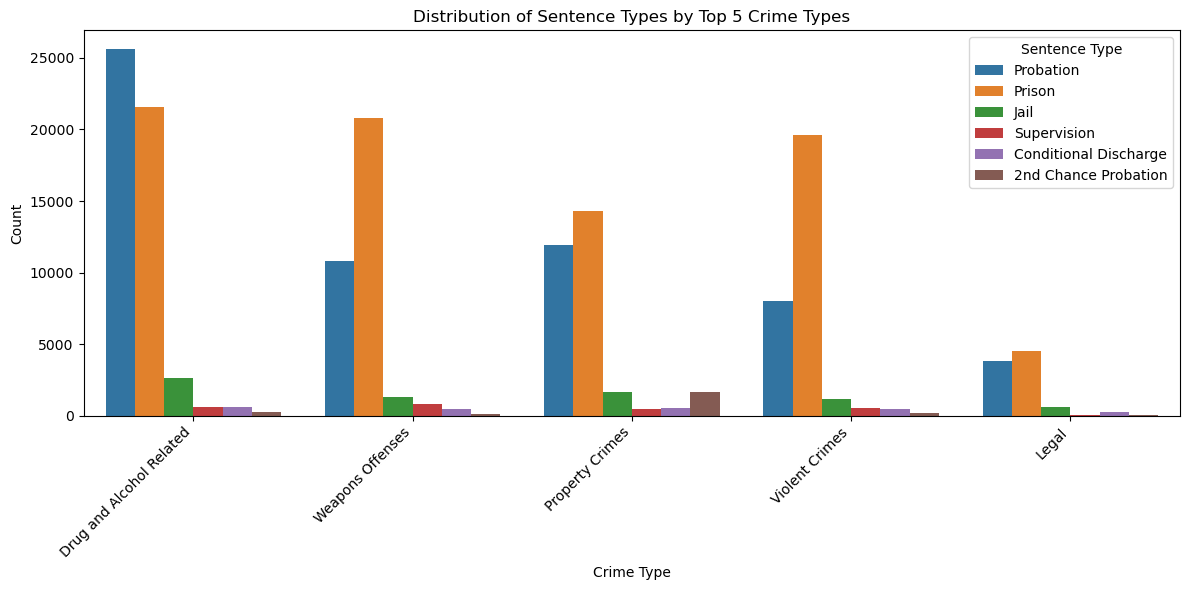 Distribution of Sentence Types by Top 5 Crime Types
Sentence Type
Probation
Prison
Jail
Supervision
Conditional Discharge
2nd Chance Probation
Count
25000
20000
15000
10000
5000
0
Drug and Alcohol Related
Weapons Offenses
Property Crimes
Violent Crimes
Legal
Crime Type